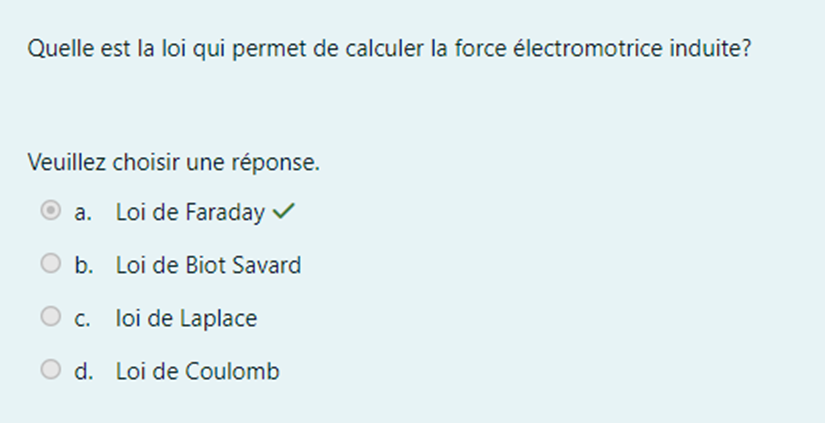 Quelle est la loi qui permet de calculer la force électromotrice induite?
Veuillez choisir une réponse.
a. Loi de Faraday ✓
b. Loi de Biot Savard
c. loi de Laplace
d. Loi de Coulomb